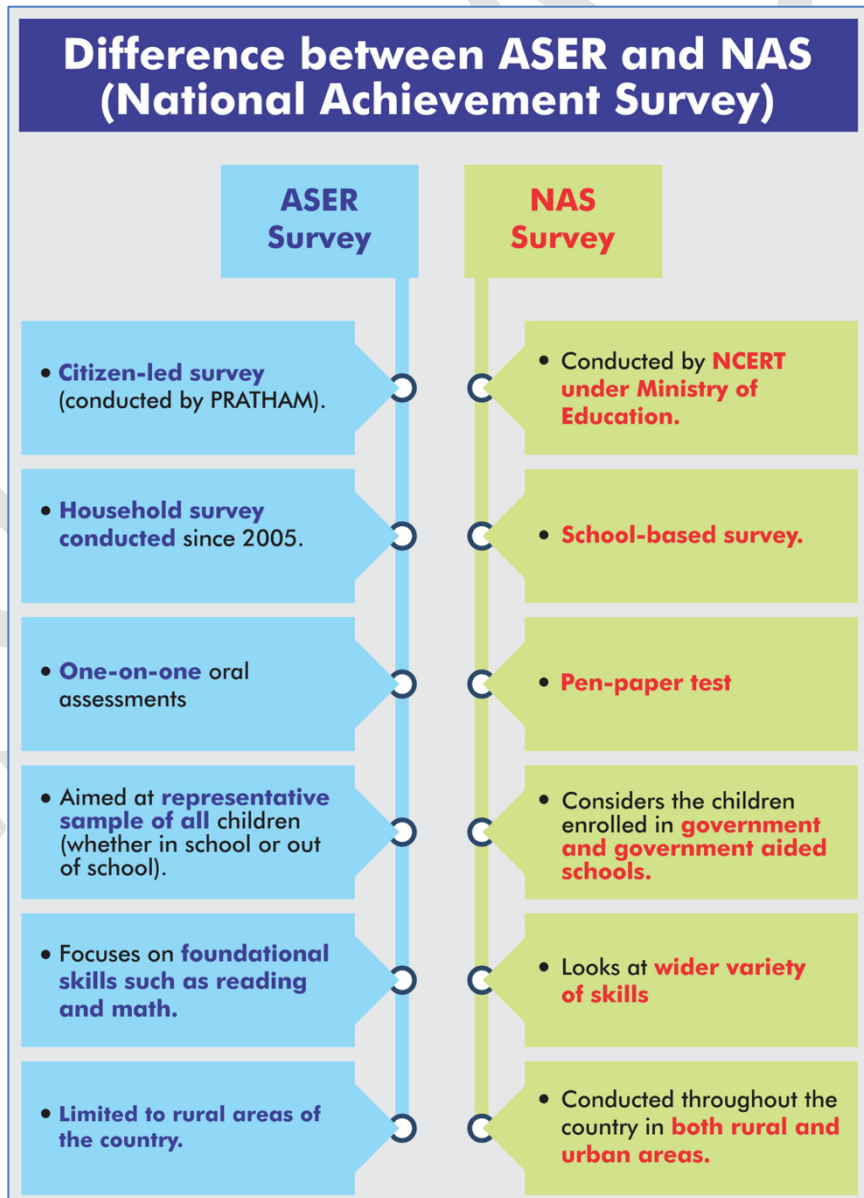 Difference between ASER and NAS
(National Achievement Survey)
ASER
Survey
NAS
Survey
• Citizen-led survey
(conducted by PRATHAM).
• Conducted by NCERT
under Ministry of
Education.
• Household survey
conducted since 2005.
• School-based survey.
• One-on-one oral
assessments
• Pen-paper test
• Aimed at representative
sample of all children
(whether in school or out
of school).
• Considers the children
enrolled in government
and government aided
schools.
• Focuses on foundational
skills such as reading
and math.
• Looks at wider variety
of skills
• Limited to rural areas of
the country.
• Conducted throughout the
country in both rural and
urban areas.